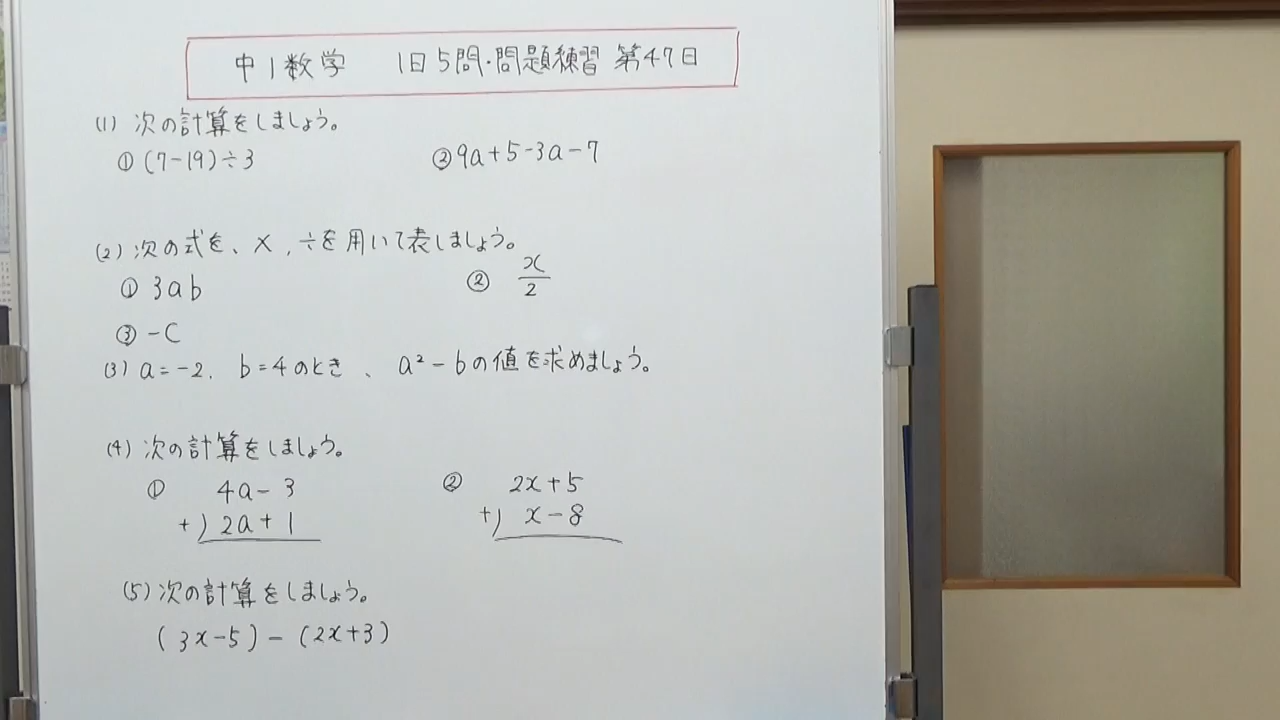 中1数学 1日5問・問題練習 第47日
(1) 次の計算をしましょう。
① (7-19)÷3 ② 9a+5-3a-7
(2) 次の式を、×, ÷を用いて表しましょう。
① 3ab ② x/2
③ -c
(3) a=-2, b=4のとき、a²-bの値を求めましょう。
(4) 次の計算をしましょう。
① 4a-3 ② 2x+5
+) 2a+1 +) x-8
(5) 次の計算をしましょう。
(3x-5)-(2x+3)